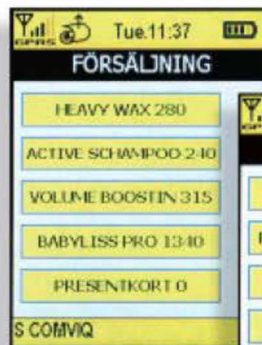 GPRS Tue.11:37
FÖRSÄLJNING
HEAVY WAX 280
ACTIVE SCHAMPOO 240
VOLUME BOOSTIN 315
BABYLISS PRO 1340
PRESENTKORT 0
S COMVIQ